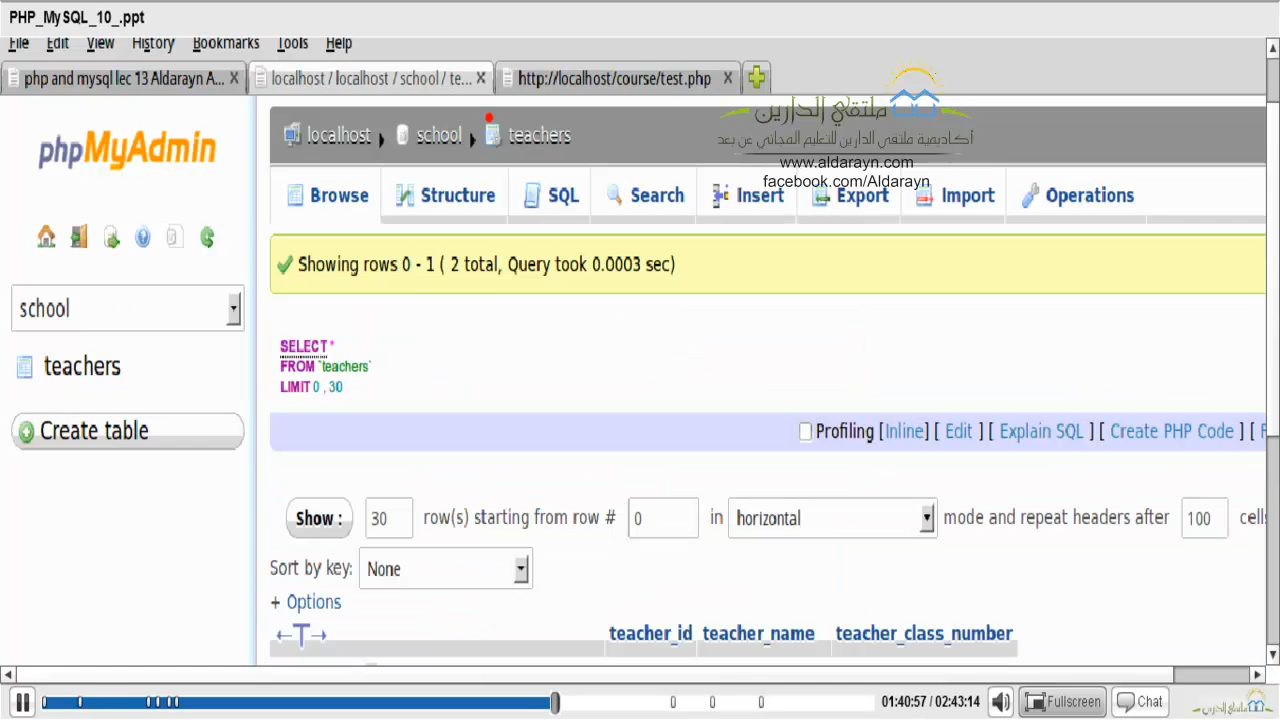 PHP_MySQL_10_.ppt
File Edit View History Bookmarks Tools Help
php and mysql lec 13 Aldarayn A...
localhost / localhost / school / te...
http://localhost/course/test.php
phpMyAdmin
localhost school teachers
ملتقي الدارين
أكاديمية ملتقي الدارين للتعليم المجاني عن بعد
www.aldarayn.com
facebook.com/Aldarayn
Browse Structure SQL Search Insert Export Import Operations
Showing rows 0 - 1 ( 2 total, Query took 0.0003 sec)
school
teachers
Create table
SELECT *
FROM `teachers`
LIMIT 0 , 30
Profiling [Inline] [ Edit ] [ Explain SQL ] [ Create PHP Code ] [
Show : 30 row(s) starting from row # 0 in horizontal mode and repeat headers after 100 cells
Sort by key: None
+ Options
←T→ teacher_id teacher_name teacher_class_number
01:40:57 / 02:43:14 Fullscreen Chat
ملتقي الدارين